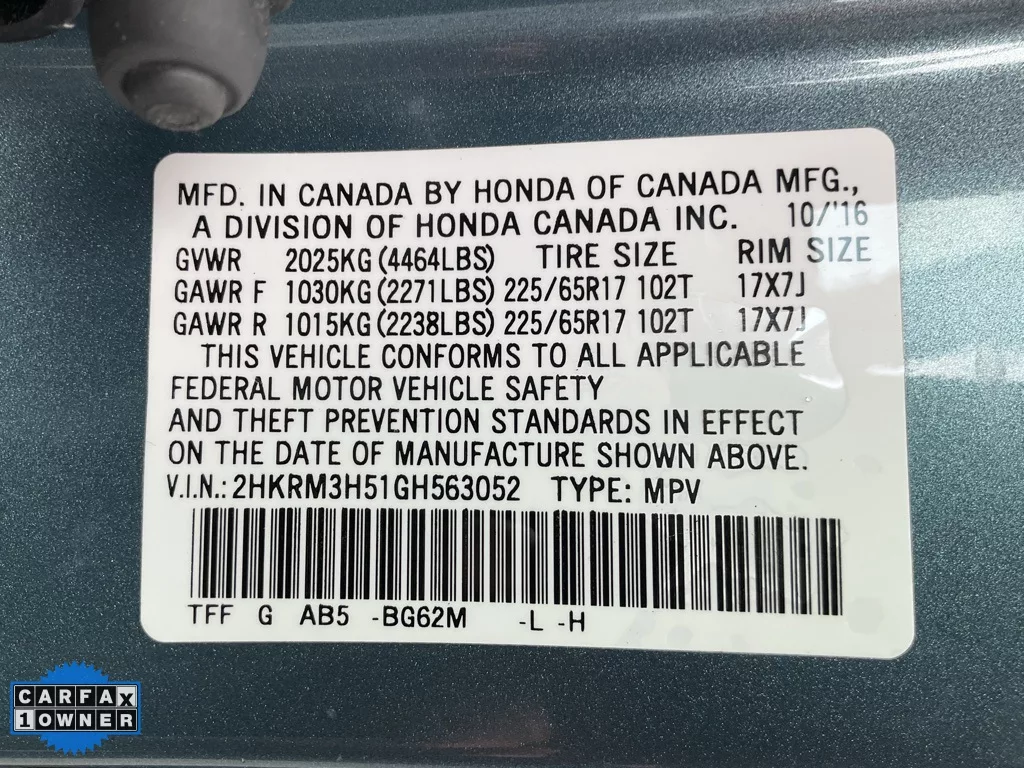 MFD. IN CANADA BY HONDA OF CANADA MFG.,
A DIVISION OF HONDA CANADA INC. 10/'16
GVWR 2025KG (4464LBS) TIRE SIZE RIM SIZE
GAWR F 1030KG (2271LBS) 225/65R17 102T 17X7J
GAWR R 1015KG (2238LBS) 225/65R17 102T 17X7J
THIS VEHICLE CONFORMS TO ALL APPLICABLE
FEDERAL MOTOR VEHICLE SAFETY
AND THEFT PREVENTION STANDARDS IN EFFECT
ON THE DATE OF MANUFACTURE SHOWN ABOVE.
V.I.N.: 2HKRM3H51GH563052 TYPE: MPV
TFF G AB5 -BG62M -L -H
CARFAX
1 OWNER